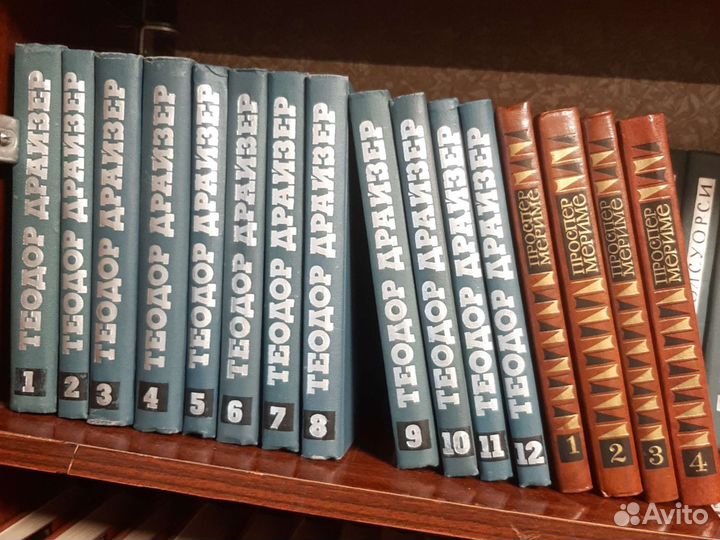 ТЕОДОР ДРАЙЗЕР
1
ТЕОДОР ДРАЙЗЕР
2
ТЕОДОР ДРАЙЗЕР
3
ТЕОДОР ДРАЙЗЕР
4
ТЕОДОР ДРАЙЗЕР
5
ТЕОДОР ДРАЙЗЕР
6
ТЕОДОР ДРАЙЗЕР
7
ТЕОДОР ДРАЙЗЕР
8
ТЕОДОР ДРАЙЗЕР
9
ТЕОДОР ДРАЙЗЕР
10
ТЕОДОР ДРАЙЗЕР
11
ТЕОДОР ДРАЙЗЕР
12
ПРОСПЕР
МЕРИМЕ
1
ПРОСПЕР
МЕРИМЕ
2
ПРОСПЕР
МЕРИМЕ
3
ПРОСПЕР
МЕРИМЕ
4
ЛСУОРСИ
Avito